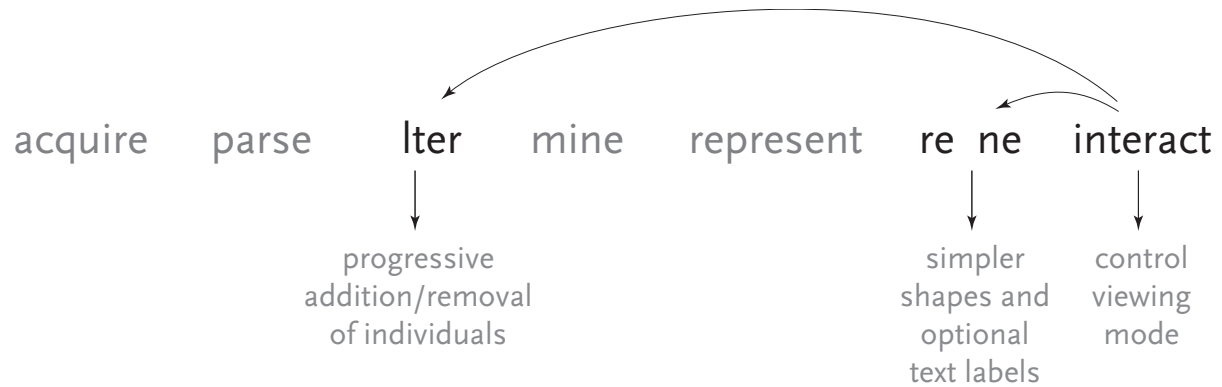 acquire parse lter mine represent re ne interact
progressive
addition/removal
of individuals
simpler
shapes and
optional
text labels
control
viewing
mode